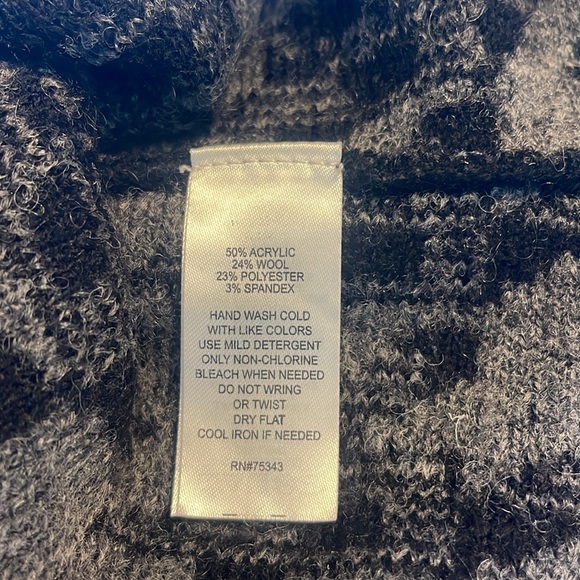 50% ACRYLIC
24% WOOL
23% POLYESTER
3% SPANDEX
HAND WASH COLD
WITH LIKE COLORS
USE MILD DETERGENT
ONLY NON-CHLORINE
BLEACH WHEN NEEDED
DO NOT WRING
OR TWIST
DRY FLAT
COOL IRON IF NEEDED
RN#75343